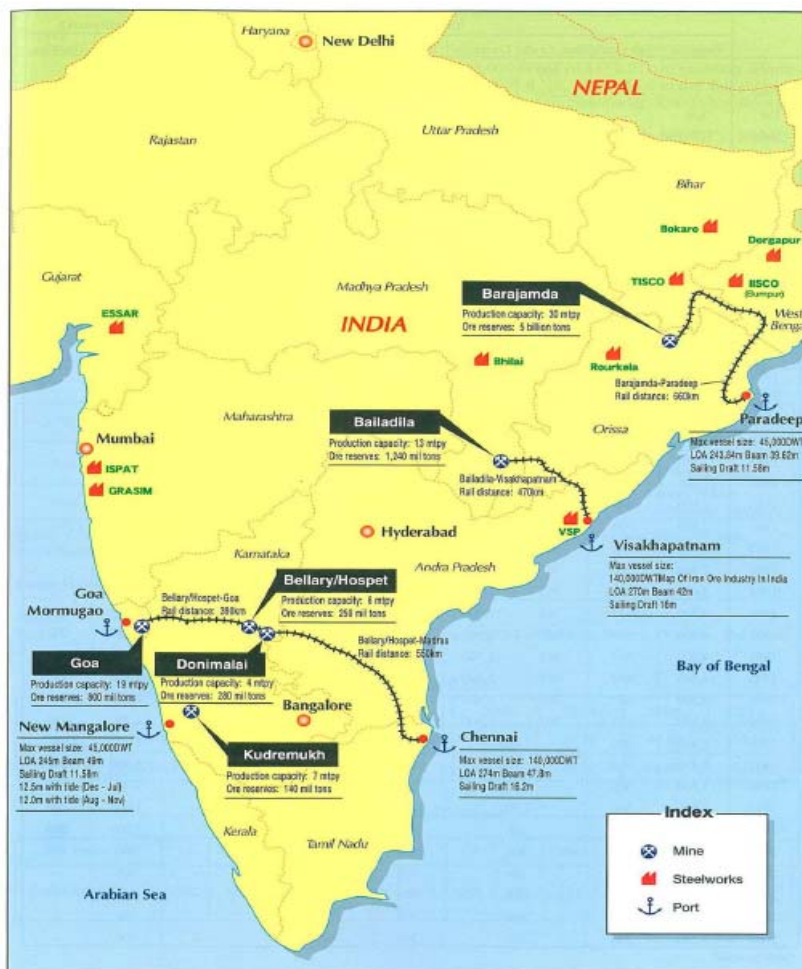 Haryana
New Delhi
NEPAL
Rajastan
Uttar Pradesh
Bihar
Bokaro
Dorgapur
TISCO
IISCO
(Bumpur)
Gujarat
Madhya Pradesh
Barajamda
Production capacity: 30 mtpy
Ore reserves: 5 billion tons
West
Bengal
ESSAR
INDIA
Bhilai
Rourkela
Barajamda-Paradeep
Rail distance: 660km
Maharashtra
Orissa
Paradeep
Max vessel size: 45,000DWT
LOA 243.84m Beam 39.62m
Sailing Draft 11.58m
Bailadila
Production capacity: 13 mtpy
Ore reserves: 1,240 mil tons
Mumbai
ISPAT
GRASIM
Bailadila-Visakhapatnam
Rail distance: 470km
VSP
Hyderabad
Visakhapatnam
Max vessel size:
140,000DWTMap Of Iron Ore Industry In India
LOA 270m Beam 42m
Sailing Draft 16m
Karnataka
Andra Pradesh
Bellary/Hospet
Production capacity: 6 mtpy
Ore reserves: 250 mil tons
Goa
Mormugao
Bellary/Hospet-Goa
Rail distance: 390km
Bellary/Hospet-Madras
Rail distance: 550km
Bay of Bengal
Goa
Production capacity: 19 mtpy
Ore reserves: 800 mil tons
Donimalai
Production capacity: 4 mtpy
Ore reserves: 280 mil tons
Bangalore
New Mangalore
Max vessel size: 45,000DWT
LOA 245m Beam 49m
Sailing Draft 11.58m
12.5m with tide (Dec - Jul)
12.0m with tide (Aug - Nov)
Kudremukh
Production capacity: 7 mtpy
Ore reservies: 140 mil tons
Chennai
Max vessel size: 140,000DWT
LOA 274m Beam 47.8m
Sailing Draft 16.2m
Kerala
Tamil Nadu
Arabian Sea
Index
Mine
Steelworks
Port